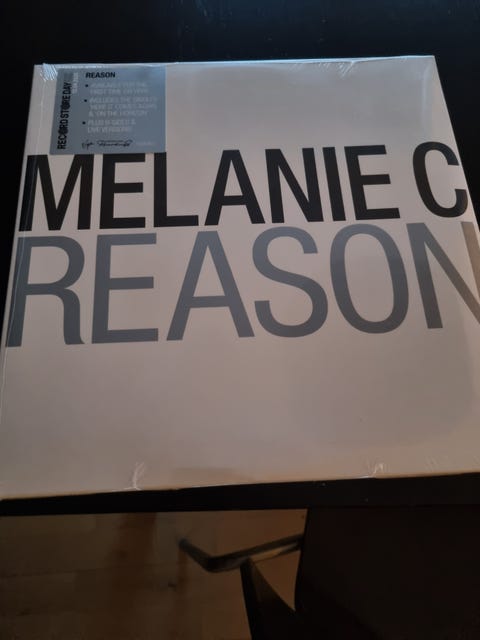 RECORD STORE DAY
REASON
• AVAILABLE FOR THE
FIRST TIME ON VINYL
• INCLUDES THE SINGLES
'HERE IT COMES AGAIN'
& 'ON THE HORIZON'
• PLUS B-SIDES &
LIVE VERSIONS
MELANIE C
REASON